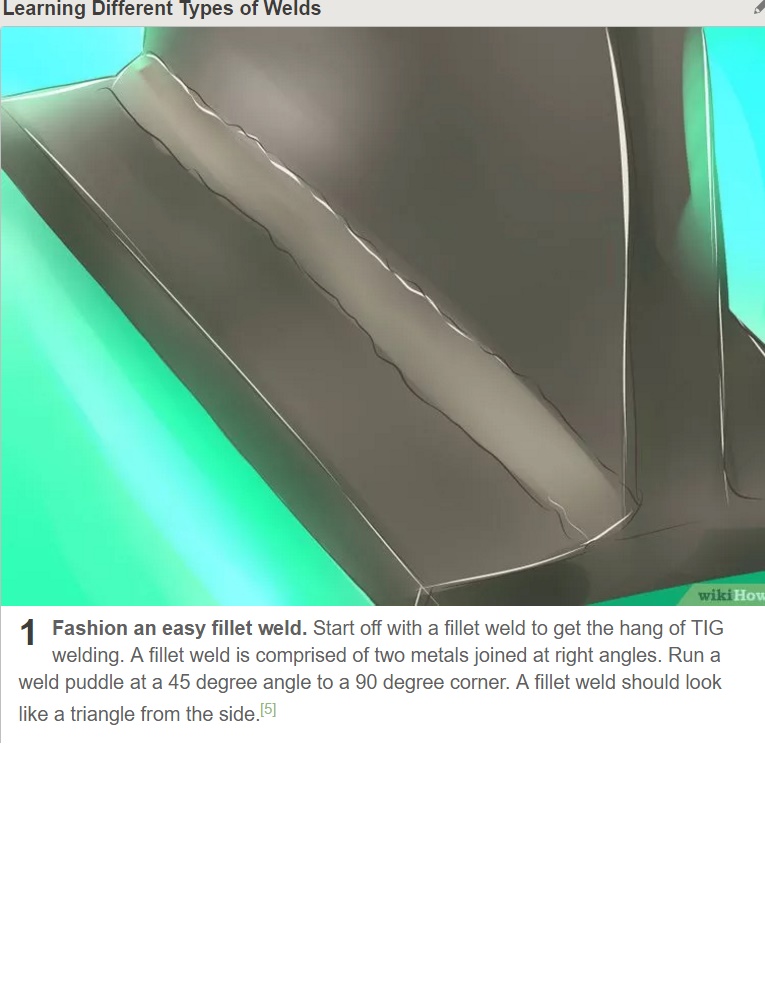 Learning Different Types of Welds
wikiHow
1 Fashion an easy fillet weld. Start off with a fillet weld to get the hang of TIG
welding. A fillet weld is comprised of two metals joined at right angles. Run a
weld puddle at a 45 degree angle to a 90 degree corner. A fillet weld should look
like a triangle from the side.[5]